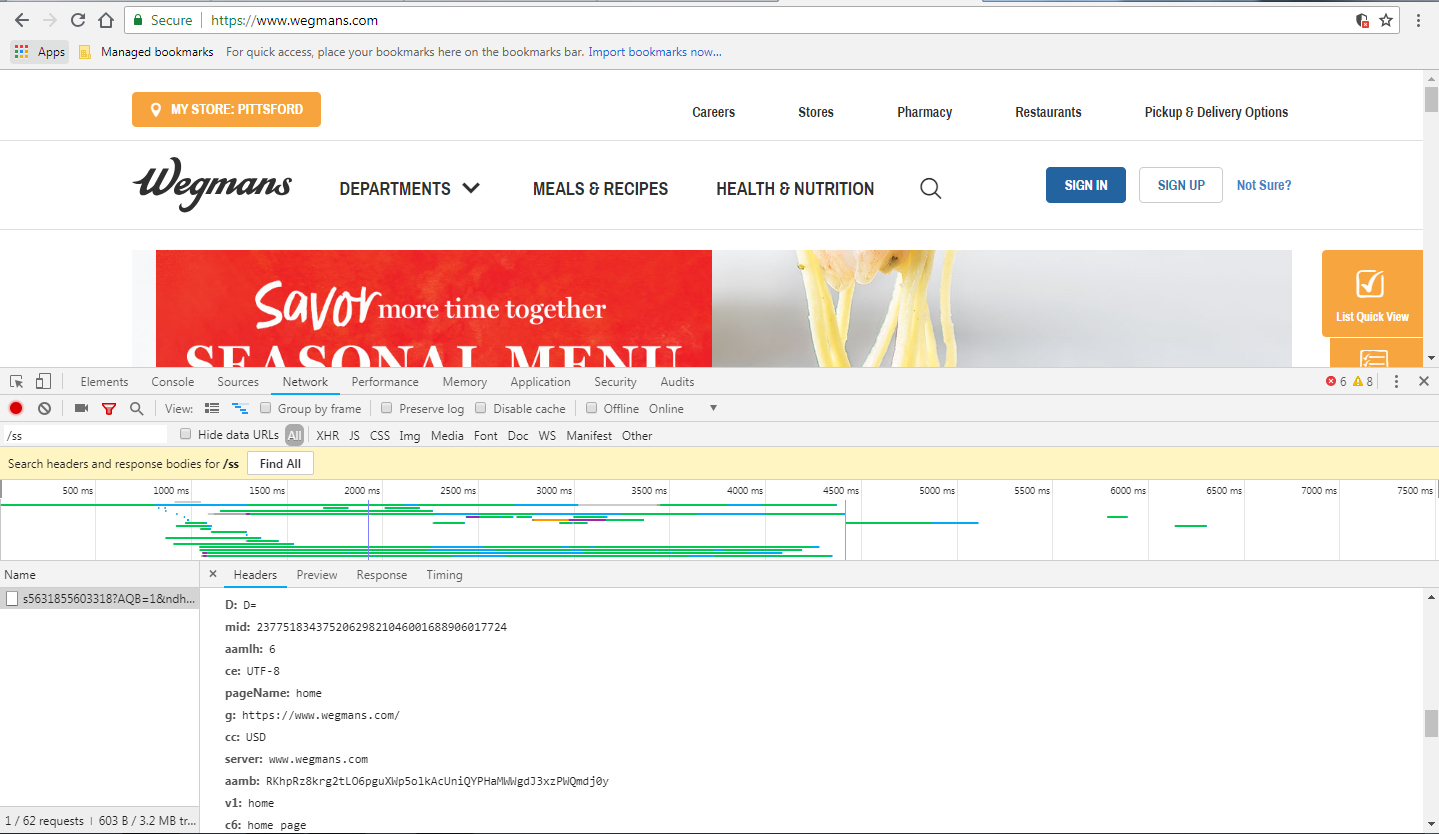 Secure https://www.wegmans.com
Apps Managed bookmarks For quick access, place your bookmarks here on the bookmarks bar. Import bookmarks now...
MY STORE: PITTSFORD Careers Stores Pharmacy Restaurants Pickup & Delivery Options
Wegmans DEPARTMENTS MEALS & RECIPES HEALTH & NUTRITION SIGN IN SIGN UP Not Sure?
Savor more time together
SEASONAL MENU
List Quick View
Elements Console Sources Network Performance Memory Application Security Audits 6 8
View: Group by frame Preserve log Disable cache Offline Online
/ss Hide data URLs All XHR JS CSS Img Media Font Doc WS Manifest Other
Search headers and response bodies for /ss Find All
500 ms 1000 ms 1500 ms 2000 ms 2500 ms 3000 ms 3500 ms 4000 ms 4500 ms 5000 ms 5500 ms 6000 ms 6500 ms 7000 ms 7500 ms
Name Headers Preview Response Timing
s5631855603318?AQB=1&ndh...
D: D=
mid: 23775183437520629821046001688906017724
aamlh: 6
ce: UTF-8
pageName: home
g: https://www.wegmans.com/
cc: USD
server: www.wegmans.com
aamb: RKhpRz8krg2tLO6pguXWp5olkAcUniQYPHaMWWgdJ3xzPWQmdj0y
v1: home
c6: home page
1 / 62 requests | 603 B / 3.2 MB tr...